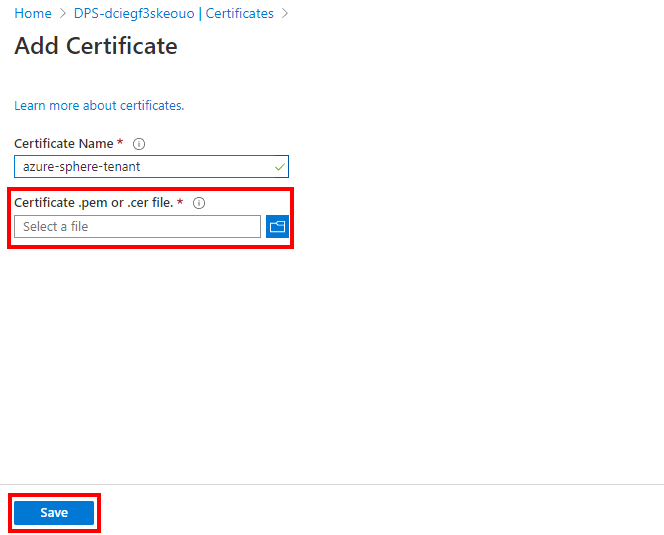 Home > DPS-dciegf3skeouo | Certificates >
Add Certificate
Learn more about certificates.
Certificate Name *
azure-sphere-tenant
Certificate .pem or .cer file. *
Select a file
Save